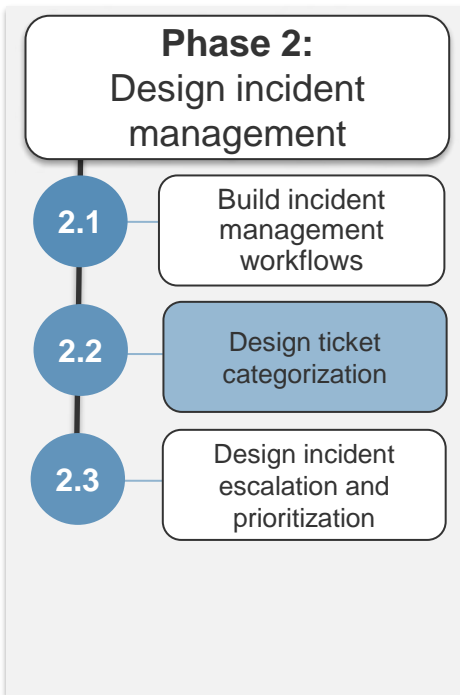 Phase 2:
Design incident
management
2.1
Build incident
management
workflows
2.2
Design ticket
categorization
2.3
Design incident
escalation and
prioritization